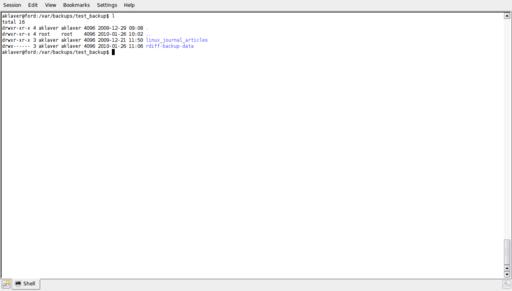 Session Edit View Bookmarks Settings Help
aklaver@ford:/var/backups/test_backup$ l
total 16
drwxr-xr-x 4 aklaver aklaver 4096 2009-12-29 09:08 .
drwxr-xr-x 4 root    root    4096 2010-01-26 10:02 ..
drwxr-xr-x 3 aklaver aklaver 4096 2009-12-21 11:50 linux_journal_articles
drwx------ 3 aklaver aklaver 4096 2010-01-26 11:06 rdiff-backup-data
aklaver@ford:/var/backups/test_backup$
Shell